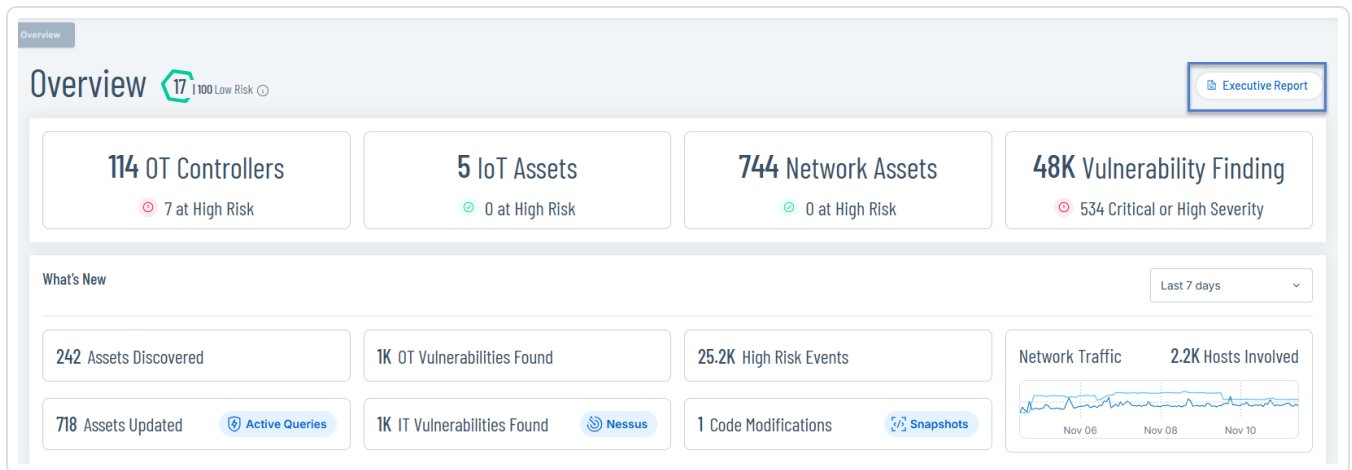 Overview
Overview 17 | 100 Low Risk
Executive Report
114 OT Controllers
7 at High Risk
5 IoT Assets
0 at High Risk
744 Network Assets
0 at High Risk
48K Vulnerability Finding
534 Critical or High Severity
What's New
Last 7 days
242 Assets Discovered
1K OT Vulnerabilities Found
25.2K High Risk Events
Network Traffic 2.2K Hosts Involved
718 Assets Updated Active Queries
1K IT Vulnerabilities Found Nessus
1 Code Modifications Snapshots
Nov 06 Nov 08 Nov 10